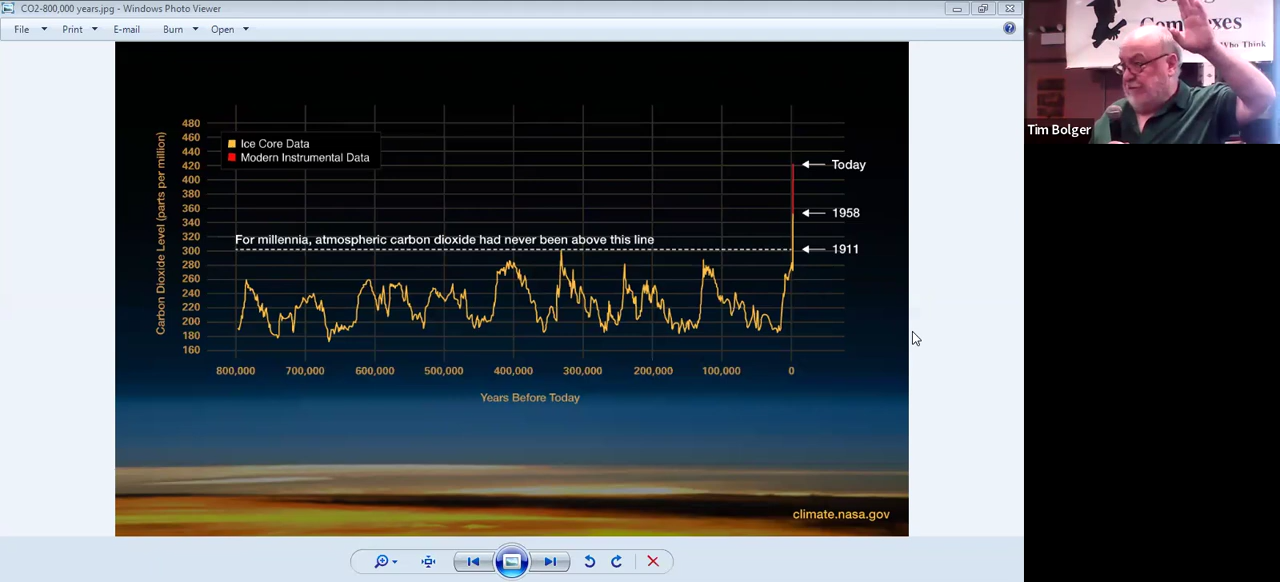 CO2-800,000 years.jpg - Windows Photo Viewer
File Print E-mail Burn Open
Complexes
Who Think
Tim Bolger
Carbon Dioxide Level (parts per million)
480
460
440
420
400
380
360
340
320
300
280
260
240
220
200
180
160
Ice Core Data
Modern Instrumental Data
For millennia, atmospheric carbon dioxide had never been above this line
Today
1958
1911
800,000 700,000 600,000 500,000 400,000 300,000 200,000 100,000 0
Years Before Today
climate.nasa.gov